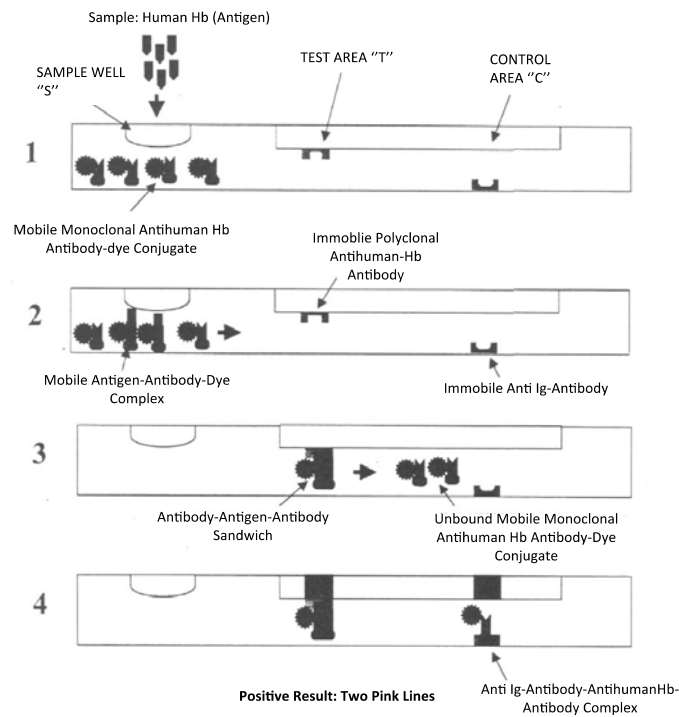 Sample: Human Hb (Antigen)
SAMPLE WELL
“S”
TEST AREA “T”
CONTROL
AREA “C”
1
Mobile Monoclonal Antihuman Hb
Antibody-dye Conjugate
Immoblie Polyclonal
Antihuman-Hb
Antibody
2
Mobile Antigen-Antibody-Dye
Complex
Immobile Anti Ig-Antibody
3
Antibody-Antigen-Antibody
Sandwich
Unbound Mobile Monoclonal
Antihuman Hb Antibody-Dye
Conjugate
4
Positive Result: Two Pink Lines
Anti Ig-Antibody-AntihumanHb-
Antibody Complex